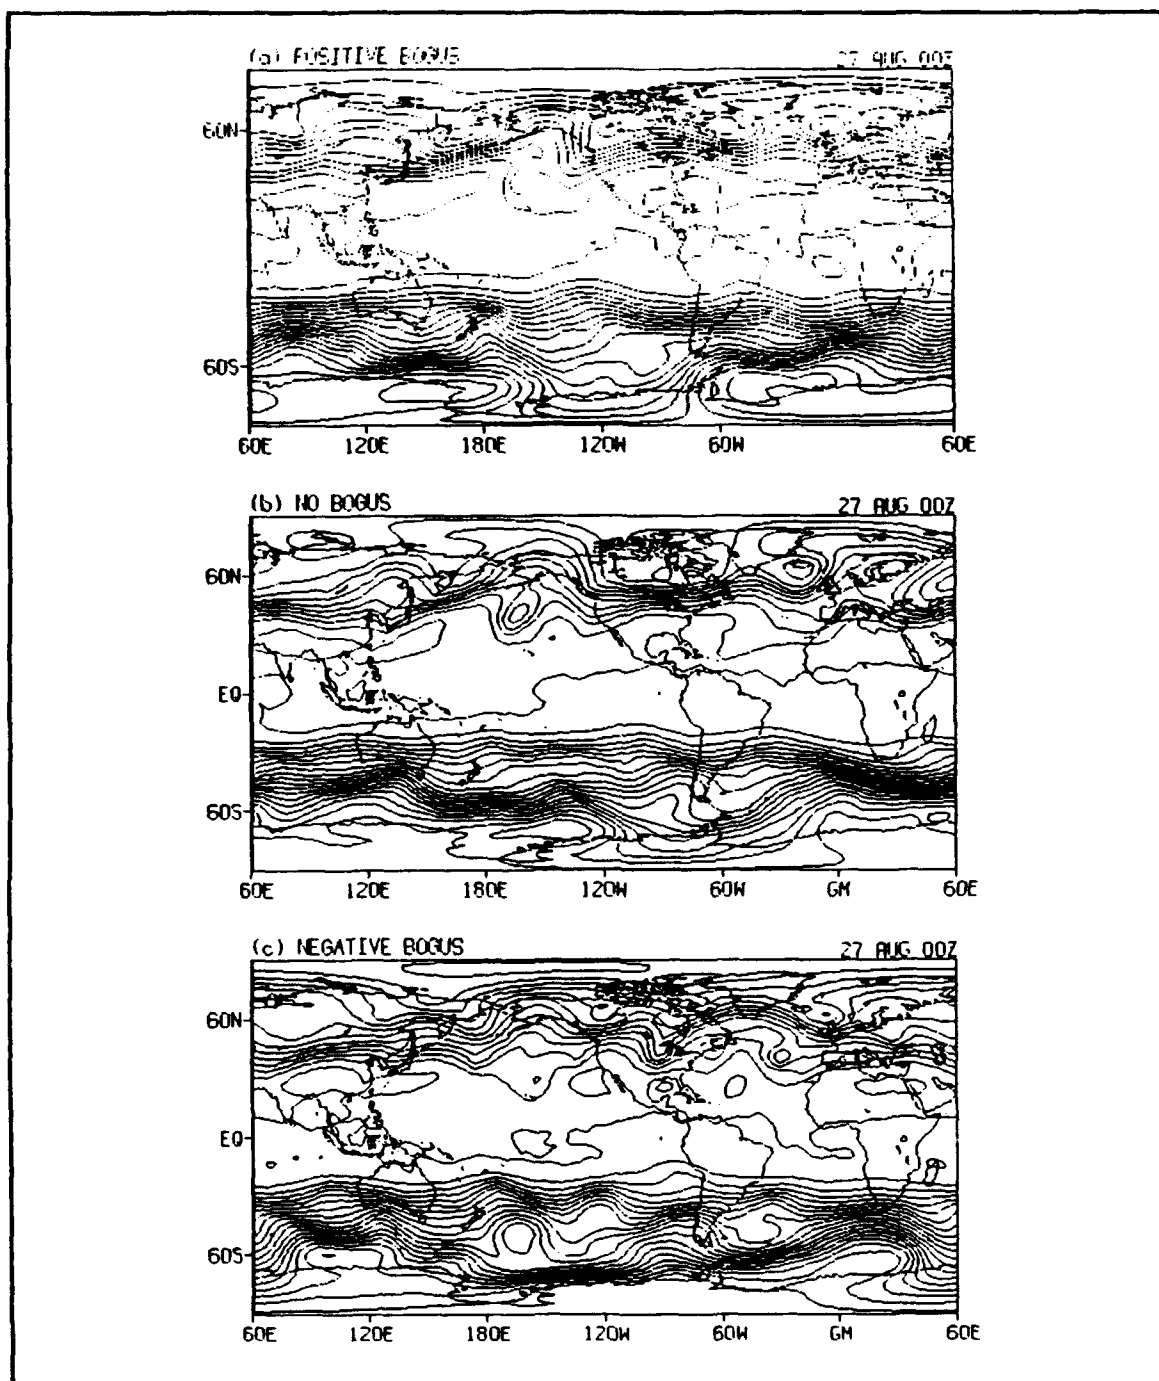 (a) POSITIVE BOGUS 27 AUG 00Z
60N
60S
60E 120E 180E 120W 60W 60E
(b) NO BOGUS 27 AUG 00Z
60N
EQ
60S
60E 120E 180E 120W 60W GM 60E
(c) NEGATIVE BOGUS 27 AUG 00Z
60N
EQ
60S
60E 120E 180E 120W 60W GM 60E